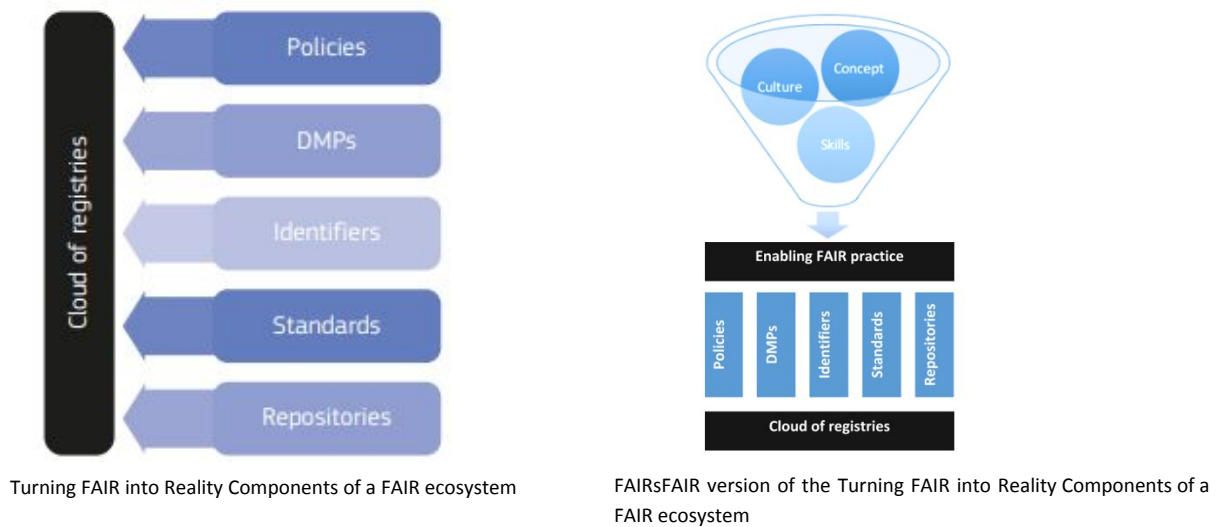 Cloud of registries
Policies
DMPs
Identifiers
Standards
Repositories
Turning FAIR into Reality Components of a FAIR ecosystem
Culture
Concept
Skills
Enabling FAIR practice
Policies
DMPs
Identifiers
Standards
Repositories
Cloud of registries
FAIRsFAIR version of the Turning FAIR into Reality Components of a
FAIR ecosystem